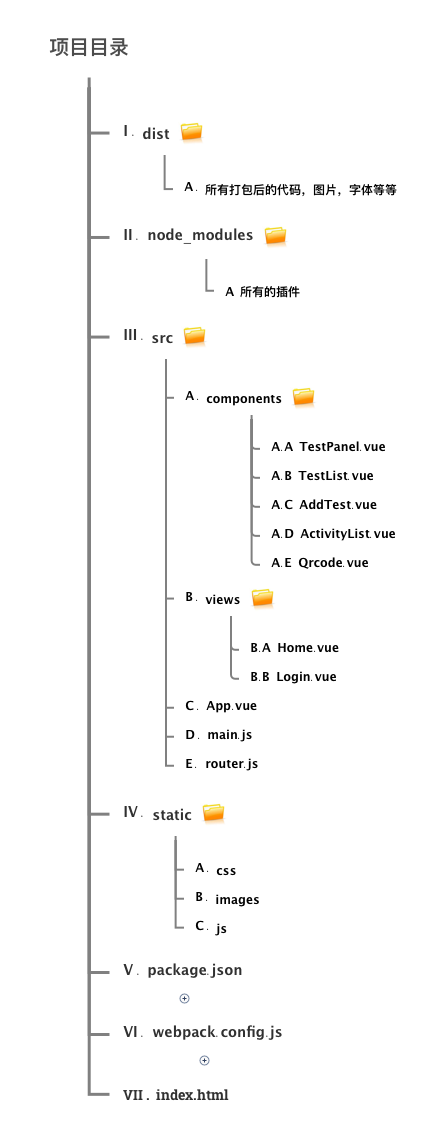 项目目录
I. dist
A. 所有打包后的代码，图片，字体等等
II. node_modules
A 所有的插件
III. src
A. components
A.A TestPanel.vue
A.B TestList.vue
A.C AddTest.vue
A.D ActivityList.vue
A.E Qrcode.vue
B. views
B.A Home.vue
B.B Login.vue
C. App.vue
D. main.js
E. router.js
IV. static
A. css
B. images
C. js
V. package.json
VI. webpack.config.js
VII. index.html